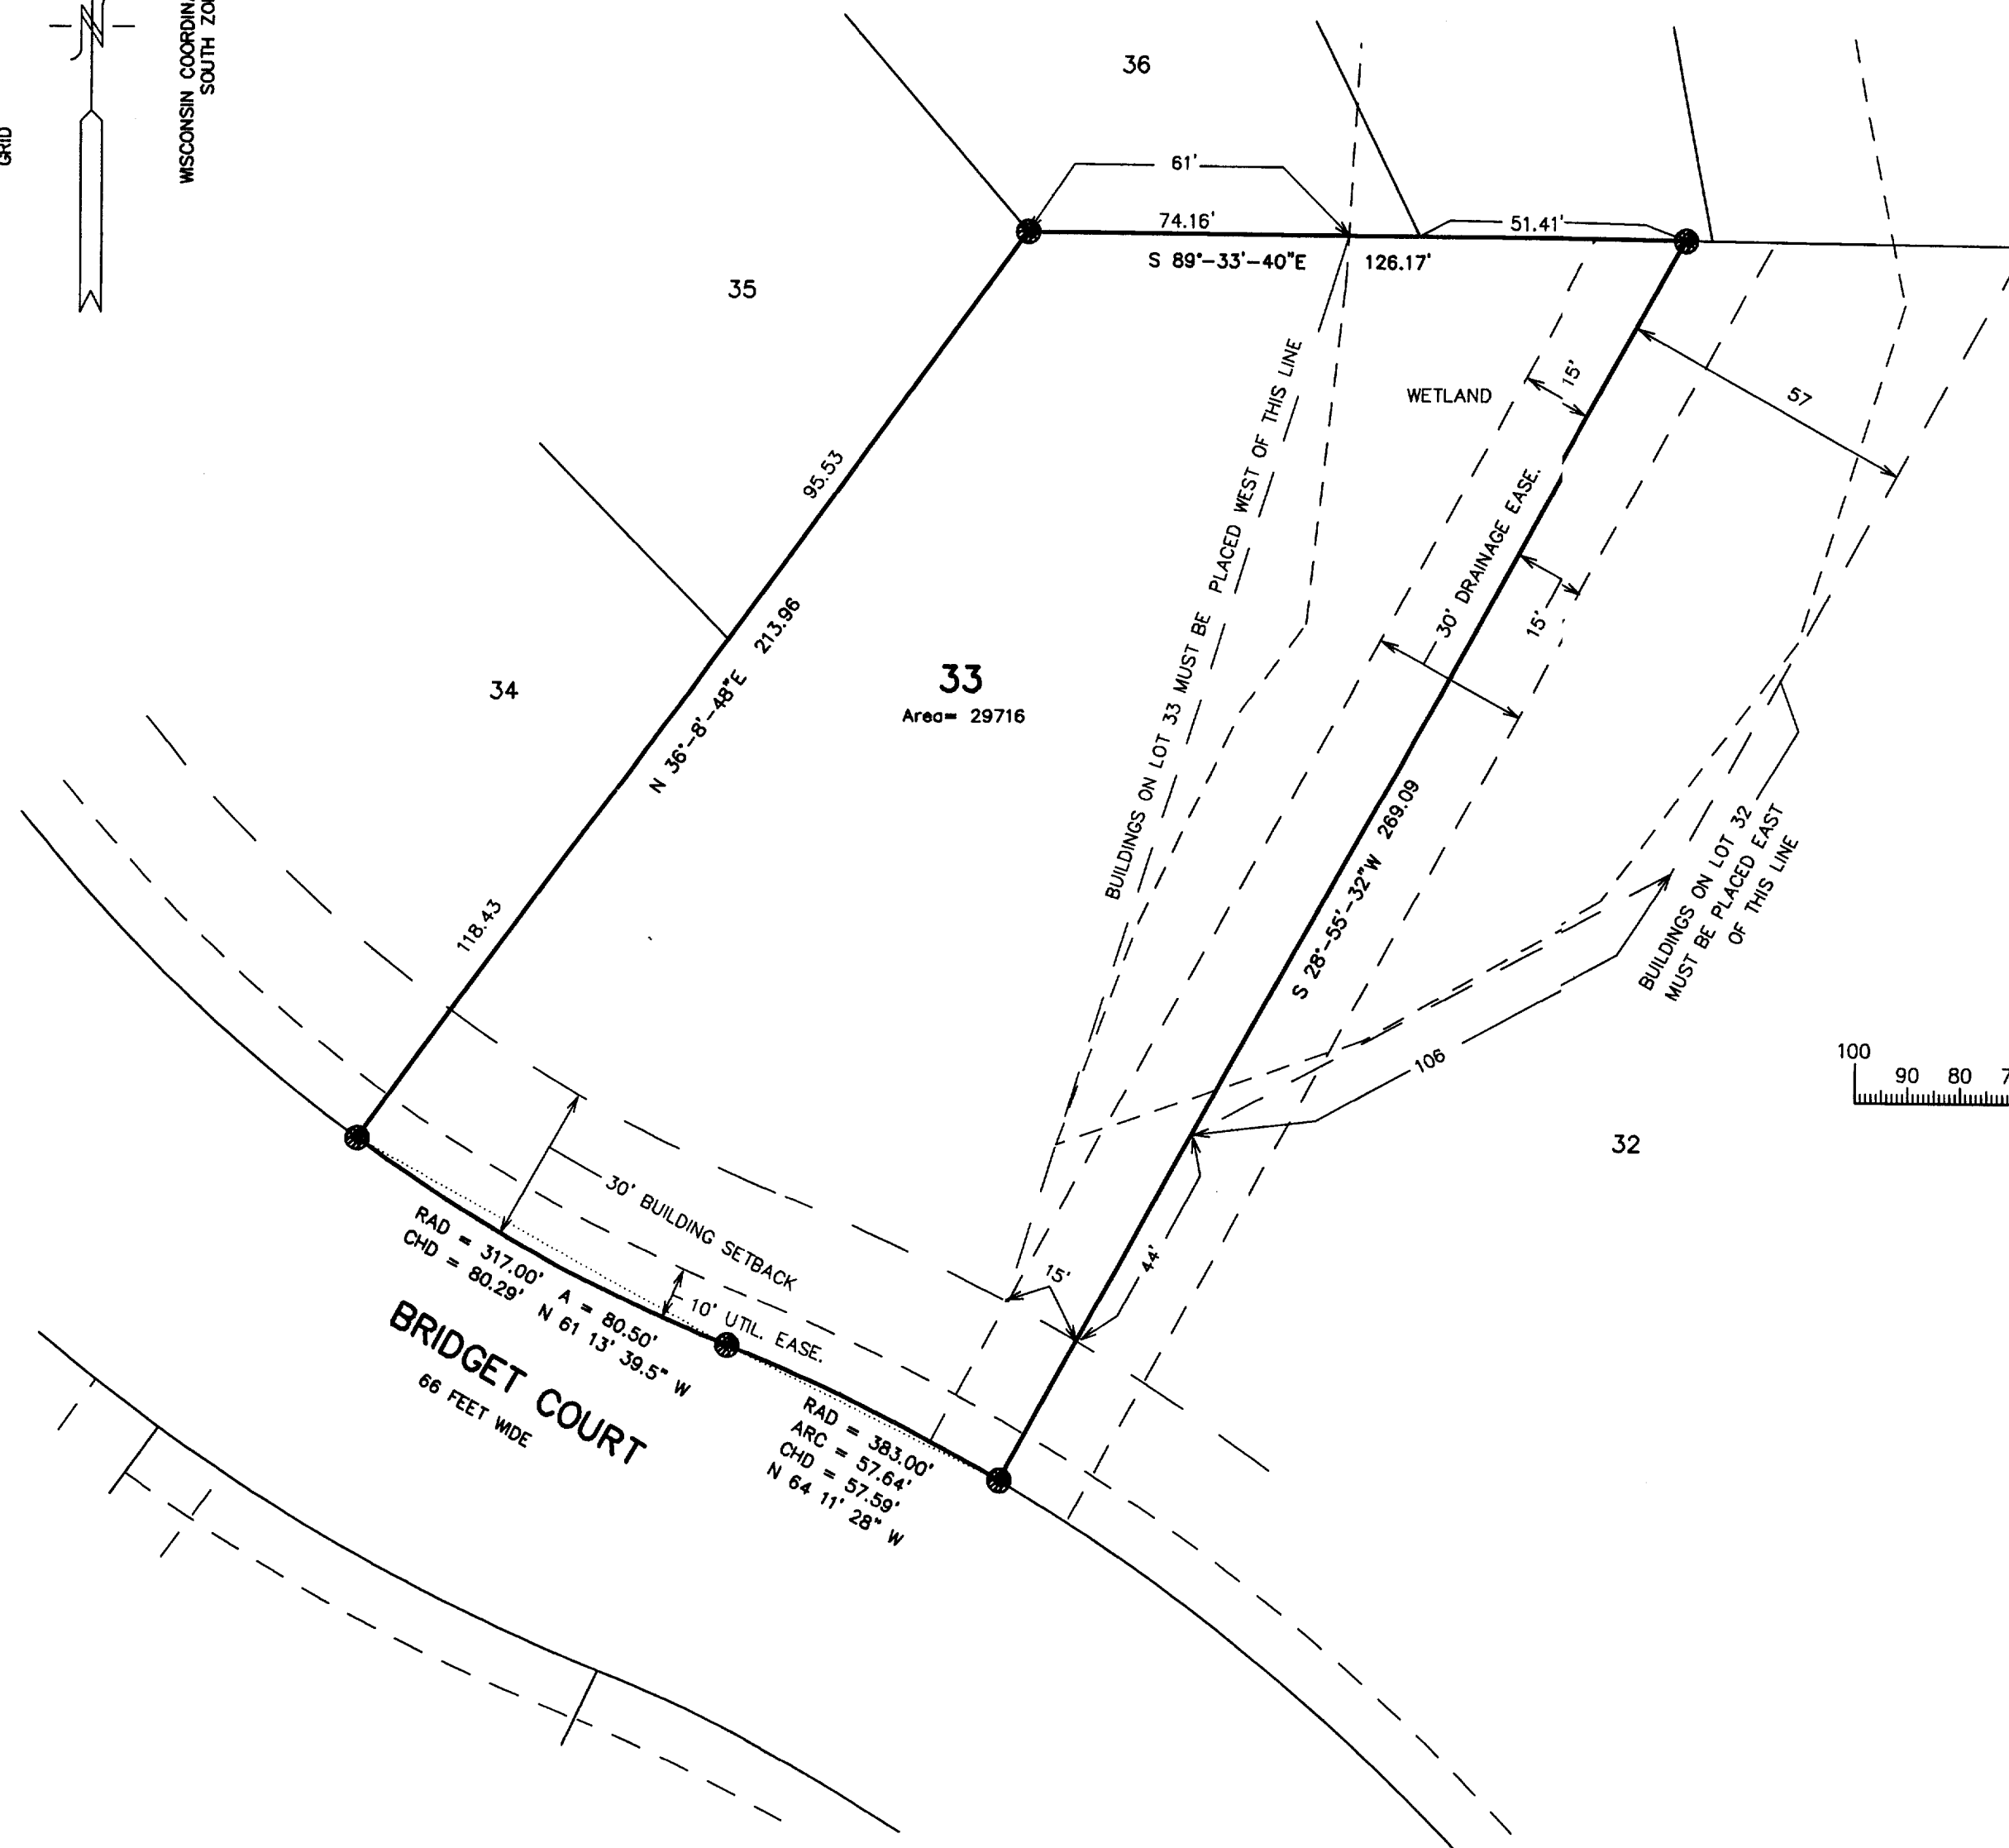 GRID
WISCONSIN COORDINA
SOUTH ZO
N
36
61'
74.16'
51.41'
S 89°-33'-40"E 126.17'
35
WETLAND
15'
57
95.53
BUILDINGS ON LOT 33 MUST BE PLACED WEST OF THIS LINE
30' DRAINAGE EASE.
15'
34
N 36°-8'-48"E 213.96
33
Area= 29716
118.43
S 28°-55'-32"W 269.09
BUILDINGS ON LOT 32
MUST BE PLACED EAST
OF THIS LINE
106
100
90 80 7
32
30' BUILDING SETBACK
15'
44'
10' UTIL. EASE.
RAD = 317.00' A = 80.50'
CHD = 80.29' N 61 13' 39.5" W
BRIDGET COURT
66 FEET WIDE
RAD = 383.00'
ARC = 57.64'
CHD = 57.59'
N 64 11' 28" W